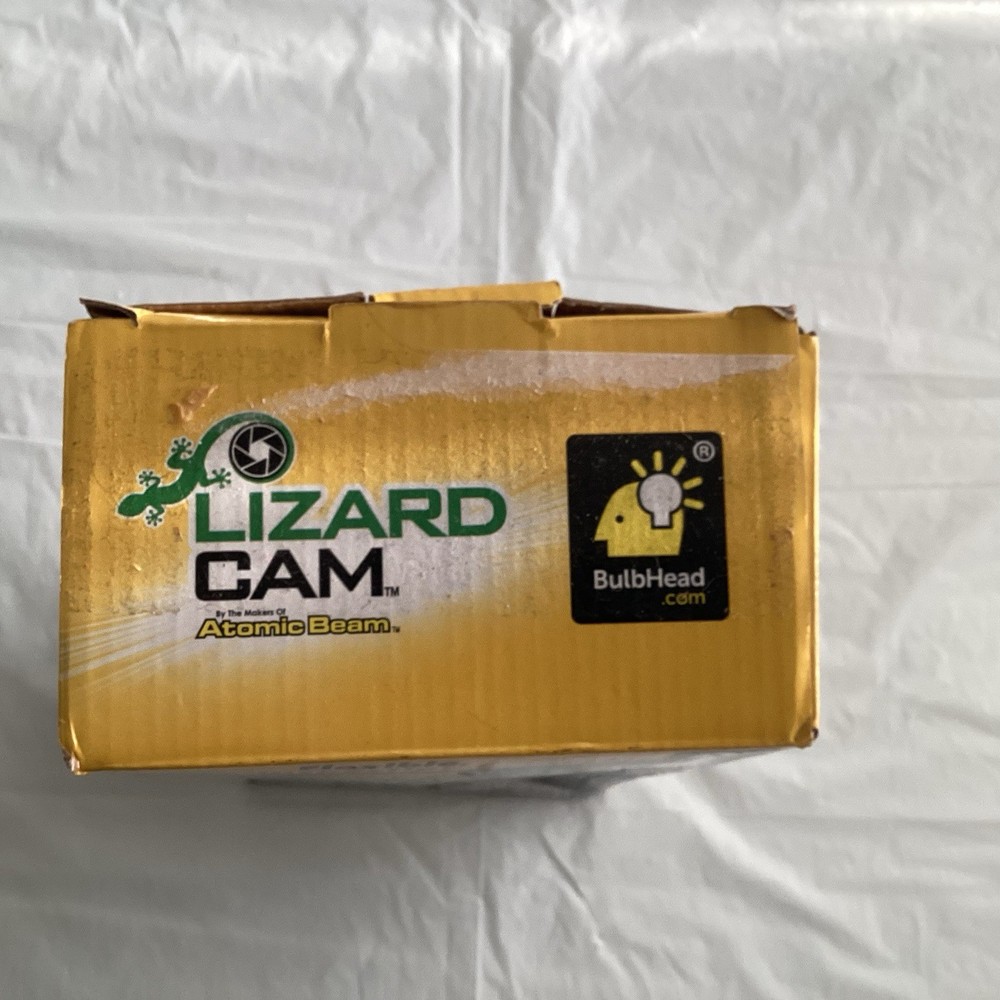 LIZARD
CAM™
By The Makers Of
Atomic Beam™
®
BulbHead
.com